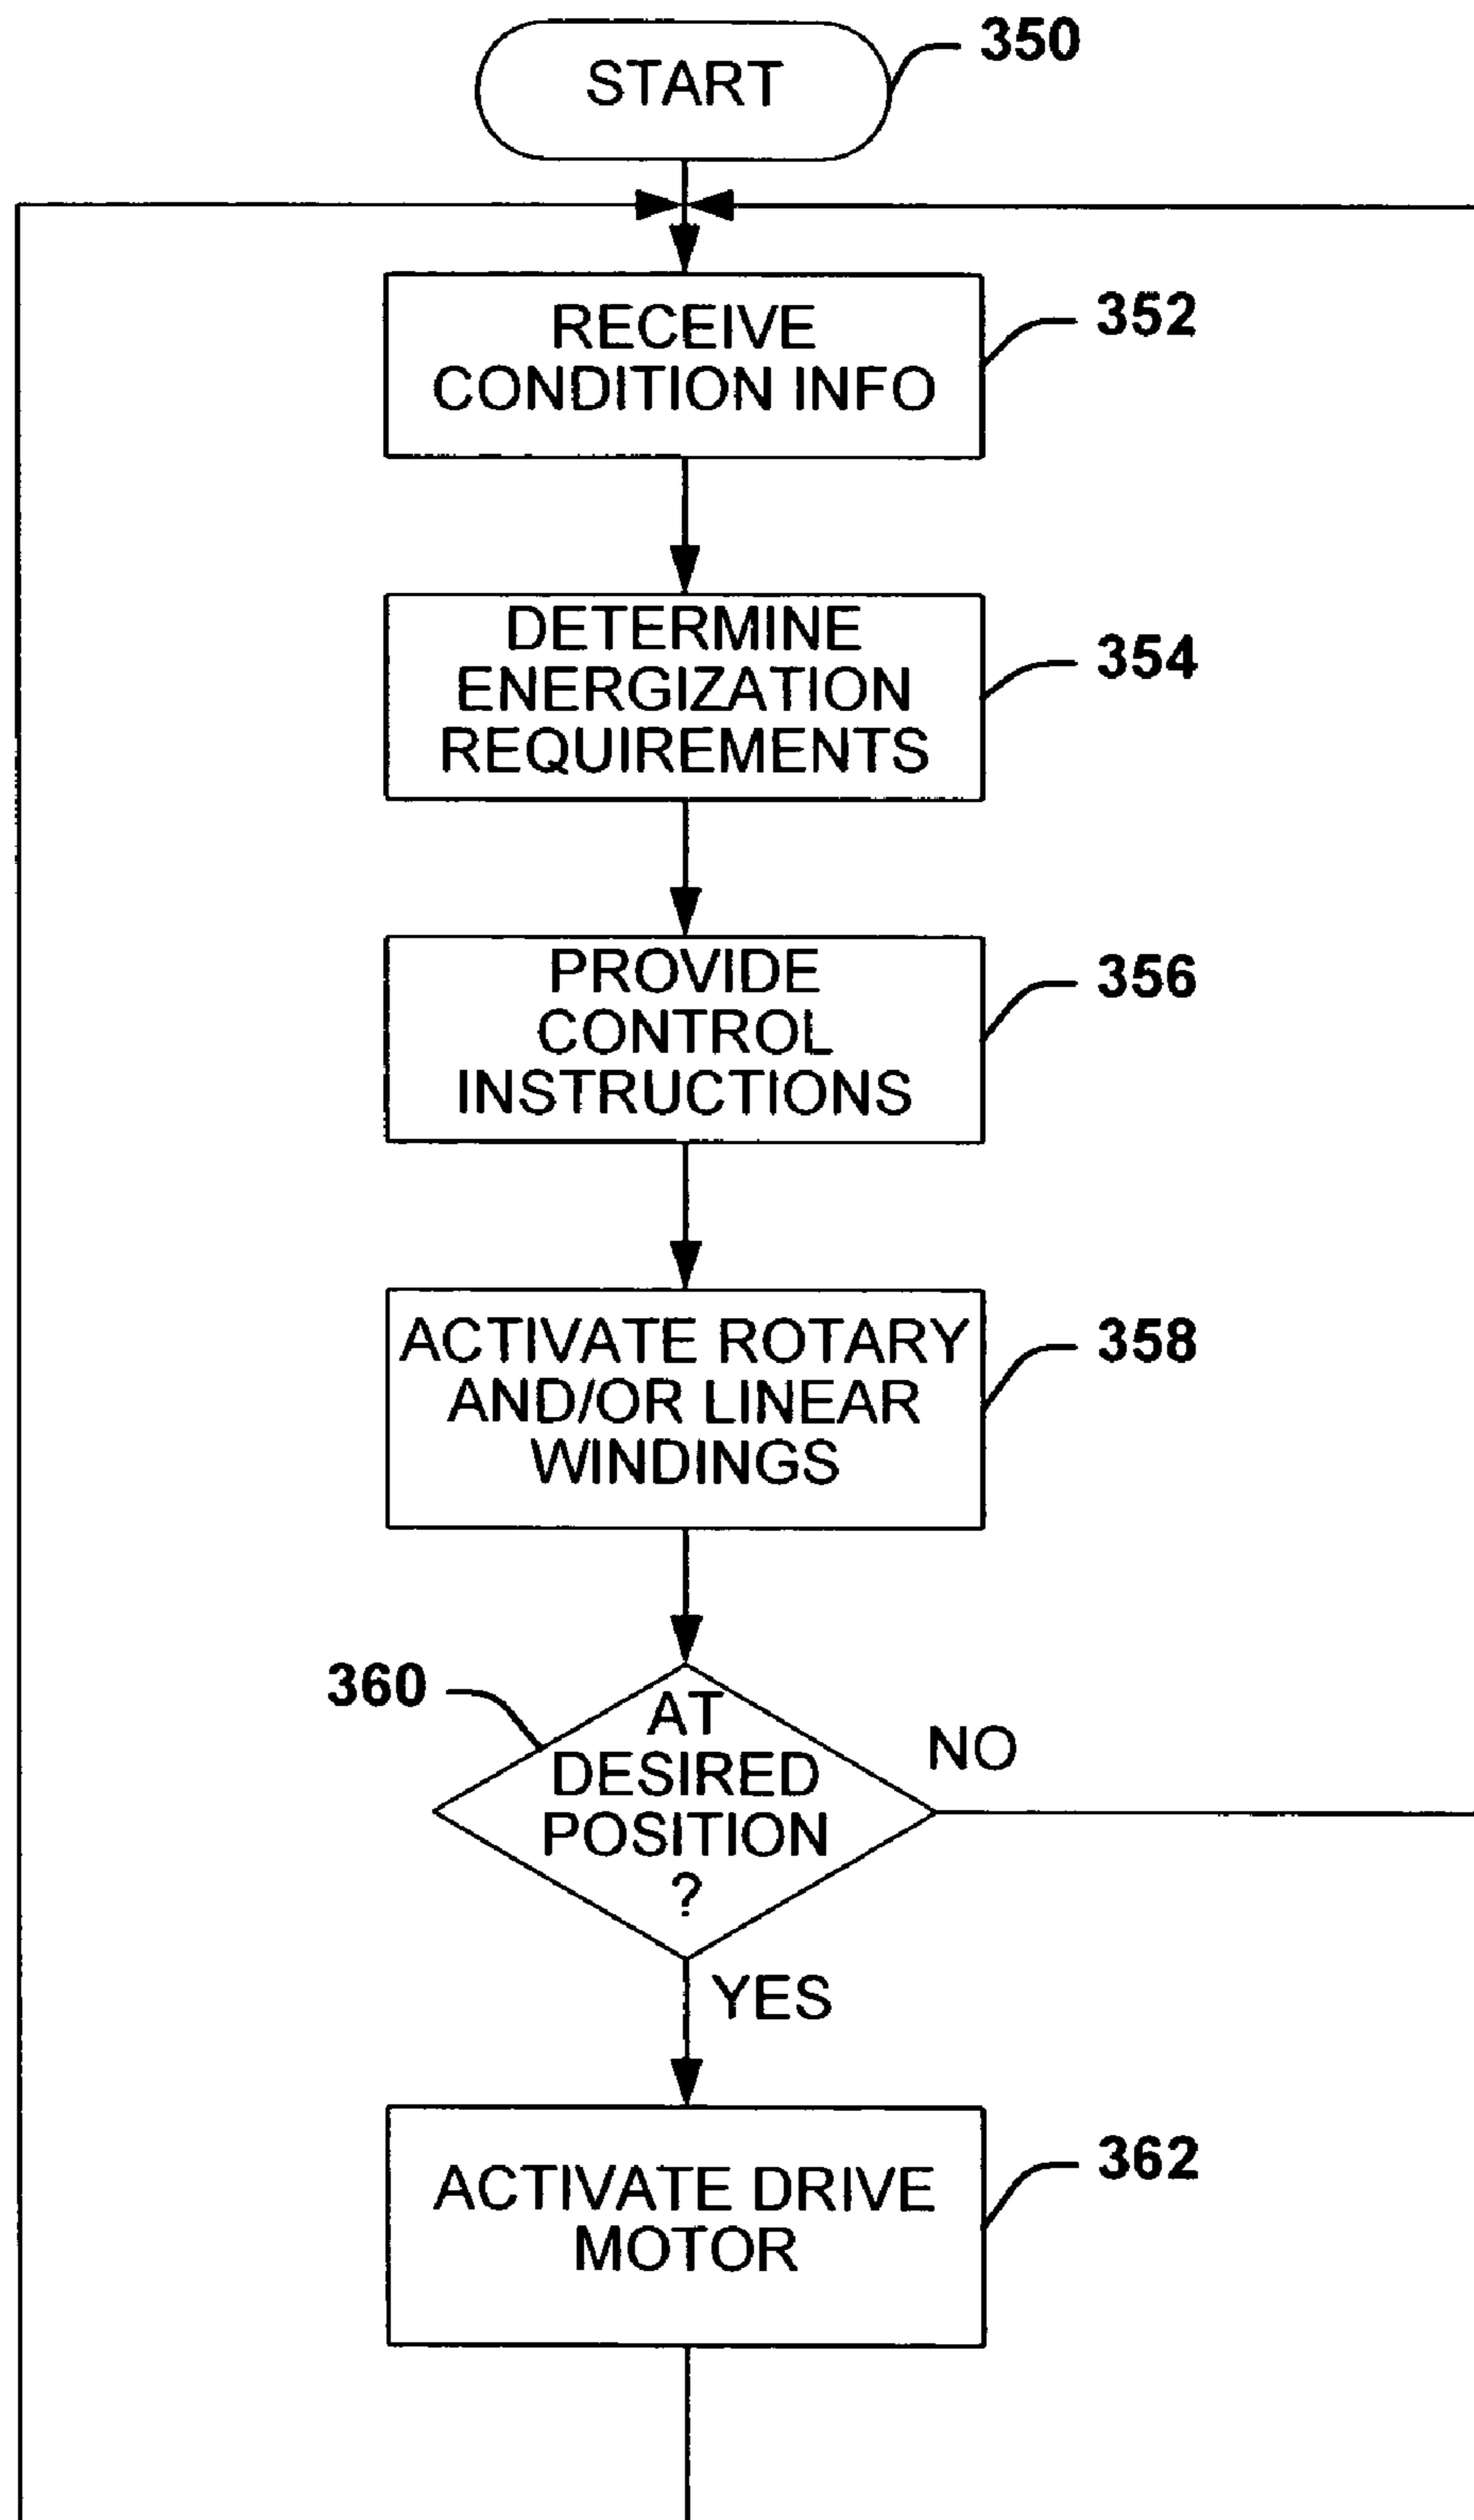 START
350
RECEIVE
CONDITION INFO
352
DETERMINE
ENERGIZATION
REQUIREMENTS
354
PROVIDE
CONTROL
INSTRUCTIONS
356
ACTIVATE ROTARY
AND/OR LINEAR
WINDINGS
358
360
AT
DESIRED
POSITION
?
NO
YES
ACTIVATE DRIVE
MOTOR
362